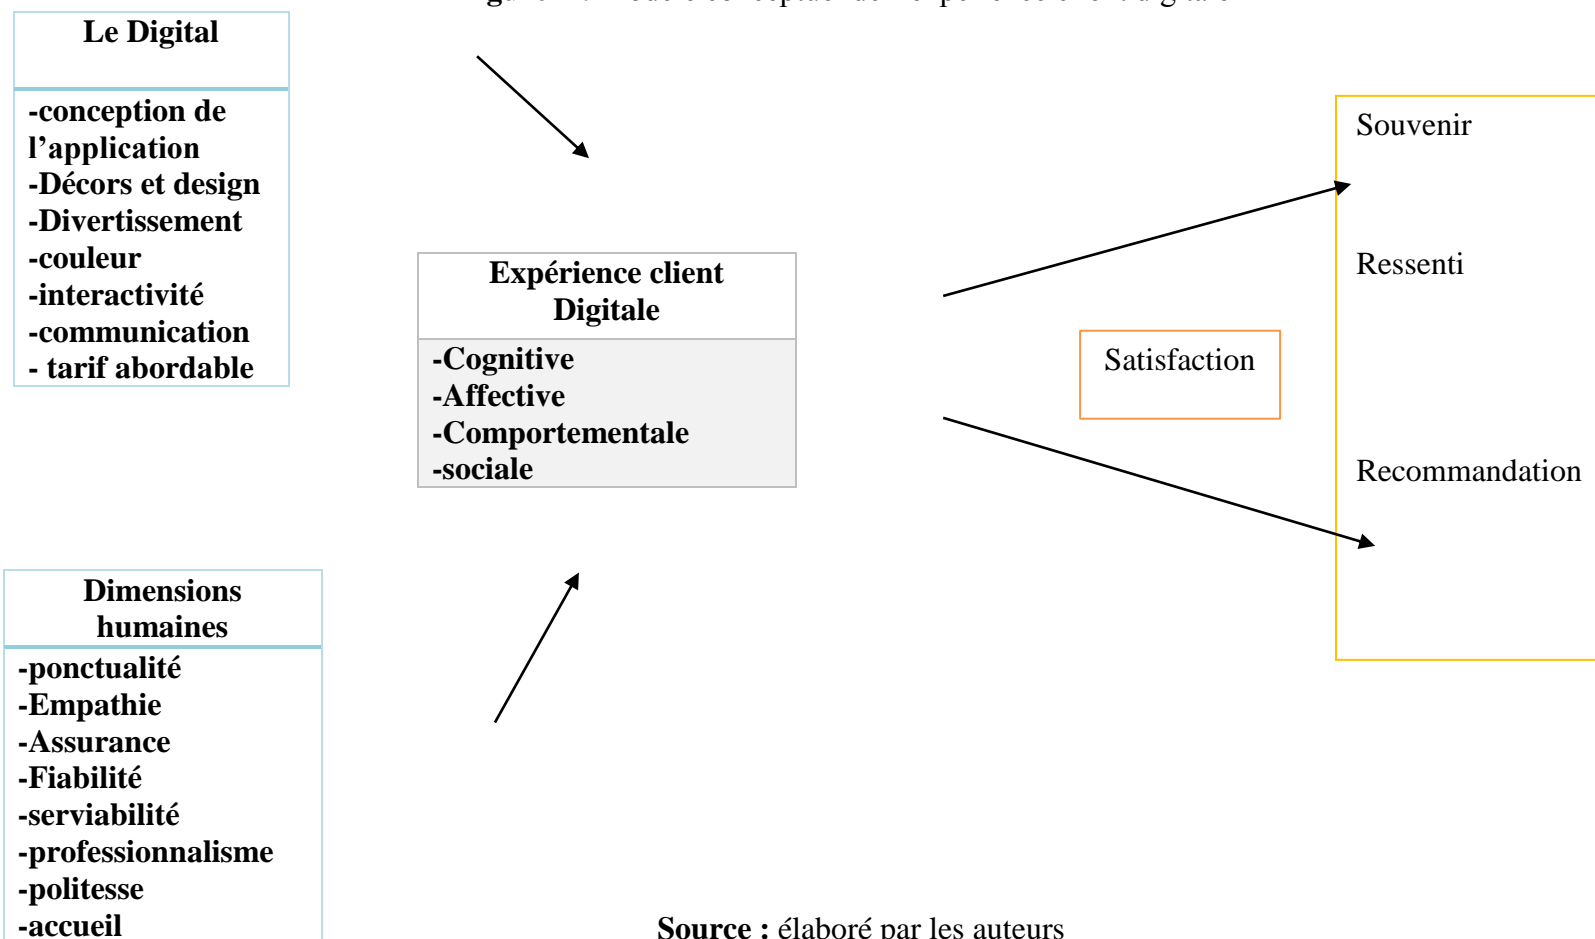 Le Digital
-conception de
l’application
-Décors et design
-Divertissement
-couleur
-interactivité
-communication
- tarif abordable
Expérience client
Digitale
-Cognitive
-Affective
-Comportementale
-sociale
Satisfaction
Souvenir
Ressenti
Recommandation
Dimensions
humaines
-ponctualité
-Empathie
-Assurance
-Fiabilité
-serviabilité
-professionnalisme
-politesse
-accueil
Source : élaboré par les auteurs